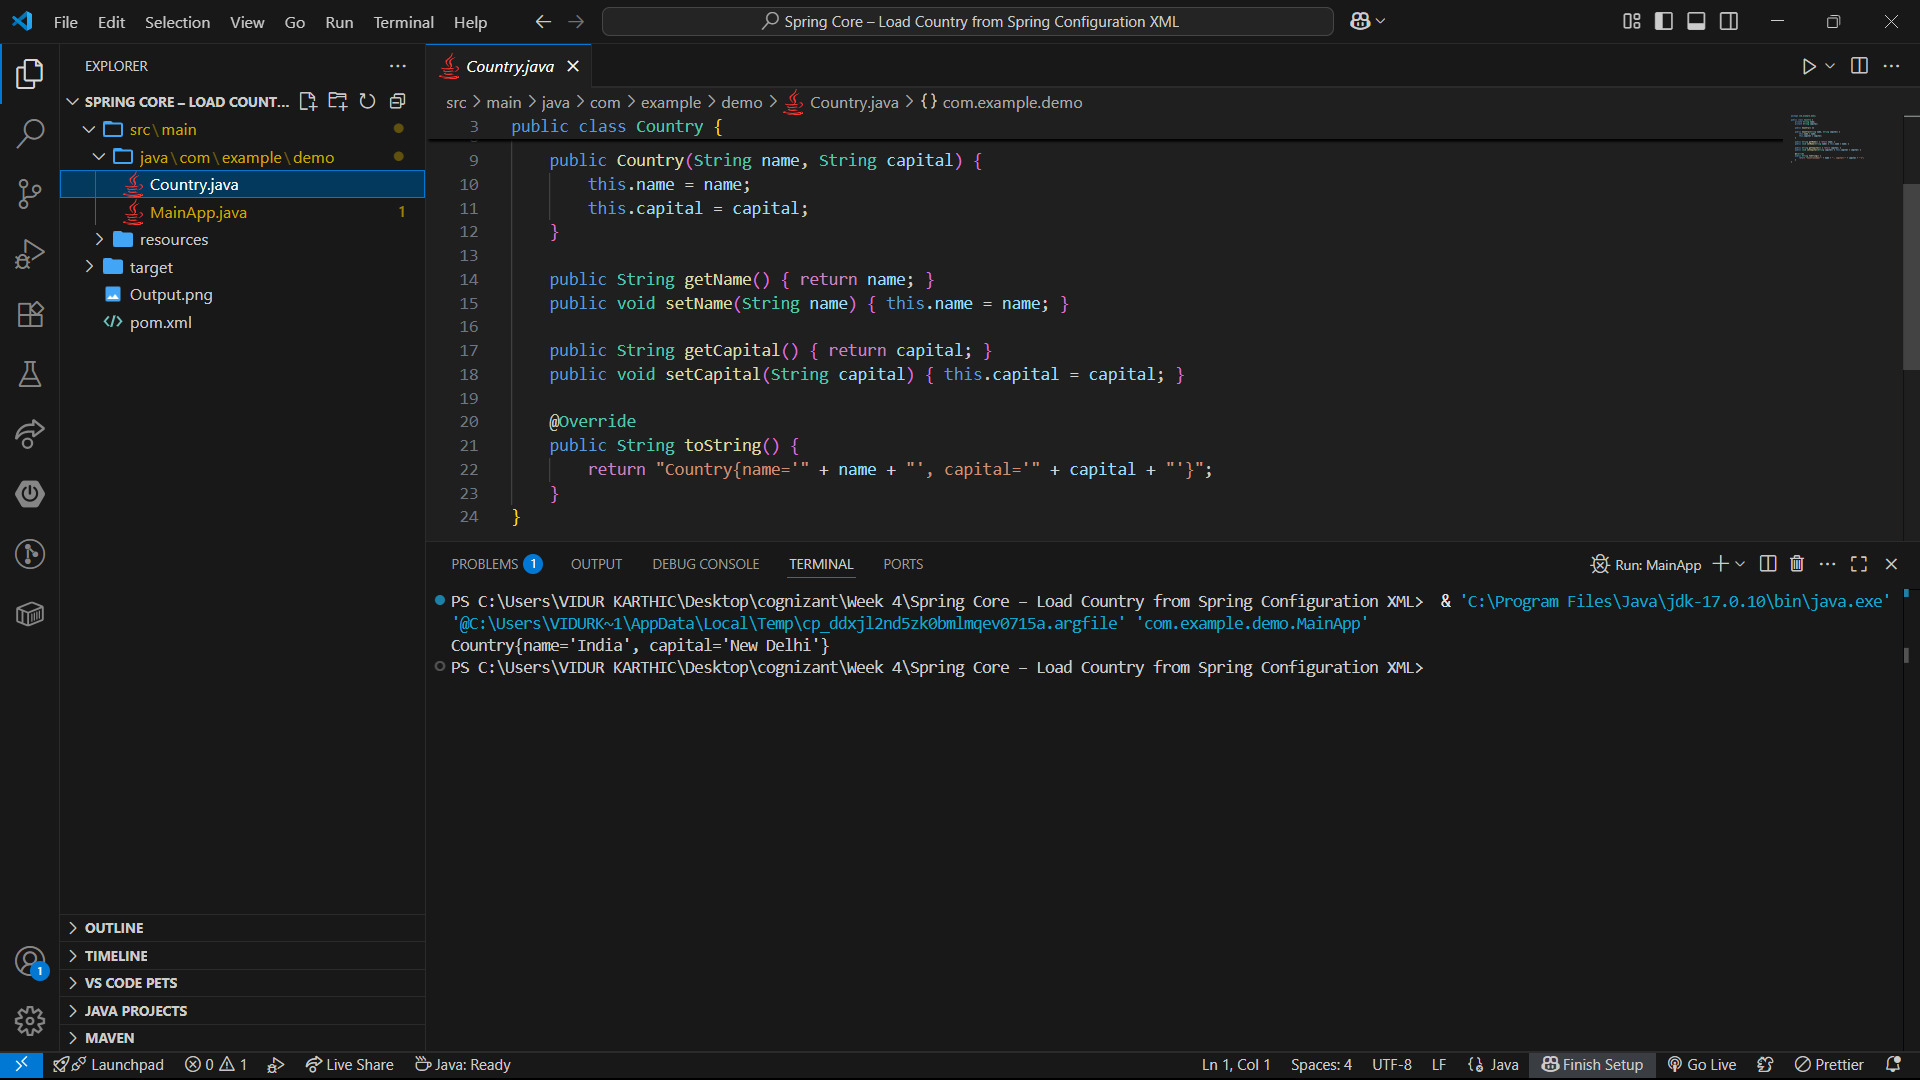 File Edit Selection View Go Run Terminal Help
Spring Core – Load Country from Spring Configuration XML
EXPLORER
SPRING CORE – LOAD COUNT...
src\main
java\com\example\demo
Country.java
MainApp.java 1
resources
target
Output.png
pom.xml
OUTLINE
TIMELINE
VS CODE PETS
JAVA PROJECTS
MAVEN
1
Country.java
src > main > java > com > example > demo > Country.java > {} com.example.demo
3 public class Country {
9 public Country(String name, String capital) {
10 this.name = name;
11 this.capital = capital;
12 }
13
14 public String getName() { return name; }
15 public void setName(String name) { this.name = name; }
16
17 public String getCapital() { return capital; }
18 public void setCapital(String capital) { this.capital = capital; }
19
20 @Override
21 public String toString() {
22 return "Country{name='" + name + "', capital='" + capital + "'}";
23 }
24 }
PROBLEMS 1 OUTPUT DEBUG CONSOLE TERMINAL PORTS
Run: MainApp
PS C:\Users\VIDUR KARTHIC\Desktop\cognizant\Week 4\Spring Core – Load Country from Spring Configuration XML> & 'C:\Program Files\Java\jdk-17.0.10\bin\java.exe'
'@C:\Users\VIDURK~1\AppData\Local\Temp\cp_ddxjl2nd5zk0bmlmqev0715a.argfile' 'com.example.demo.MainApp'
Country{name='India', capital='New Delhi'}
PS C:\Users\VIDUR KARTHIC\Desktop\cognizant\Week 4\Spring Core – Load Country from Spring Configuration XML>
Launchpad 0 1 Live Share Java: Ready Ln 1, Col 1 Spaces: 4 UTF-8 LF {} Java Finish Setup Go Live Prettier